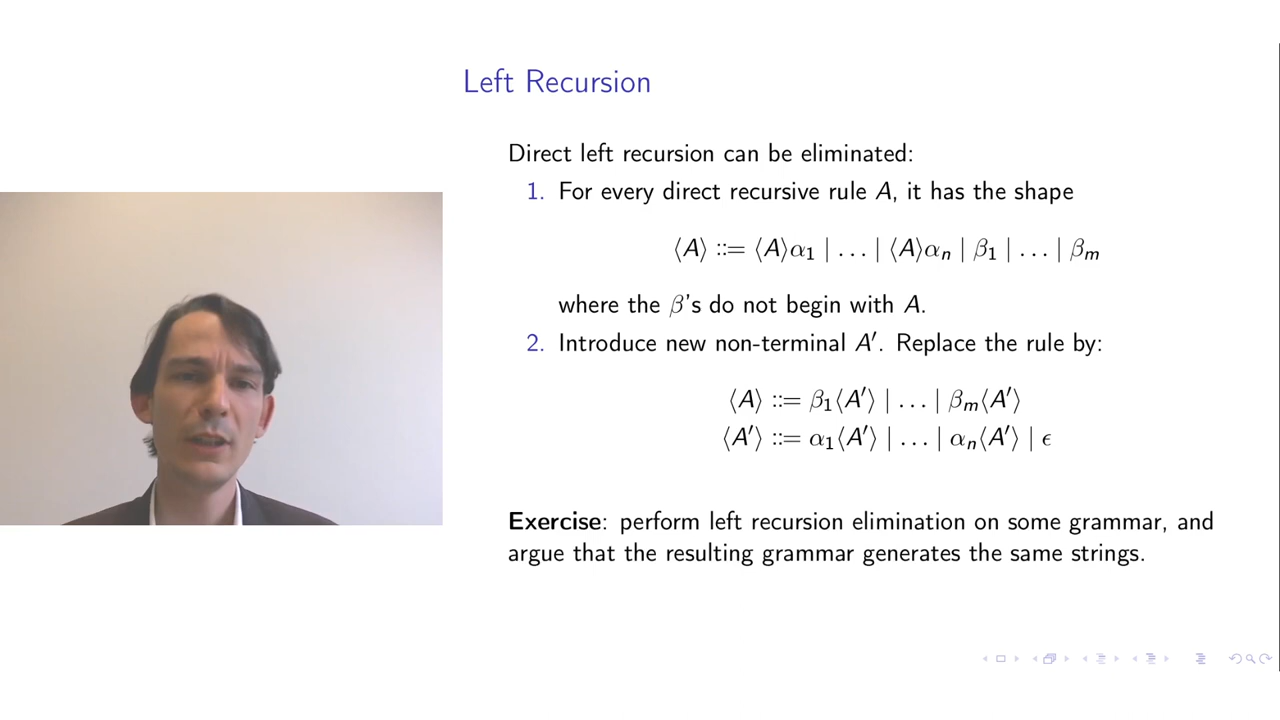 Left Recursion
Direct left recursion can be eliminated:
1. For every direct recursive rule A, it has the shape
⟨A⟩ ::= ⟨A⟩α₁ | … | ⟨A⟩αₙ | β₁ | … | βₘ
where the β's do not begin with A.
2. Introduce new non-terminal A′. Replace the rule by:
⟨A⟩ ::= β₁⟨A′⟩ | … | βₘ⟨A′⟩
⟨A′⟩ ::= α₁⟨A′⟩ | … | αₙ⟨A′⟩ | ϵ
Exercise: perform left recursion elimination on some grammar, and
argue that the resulting grammar generates the same strings.